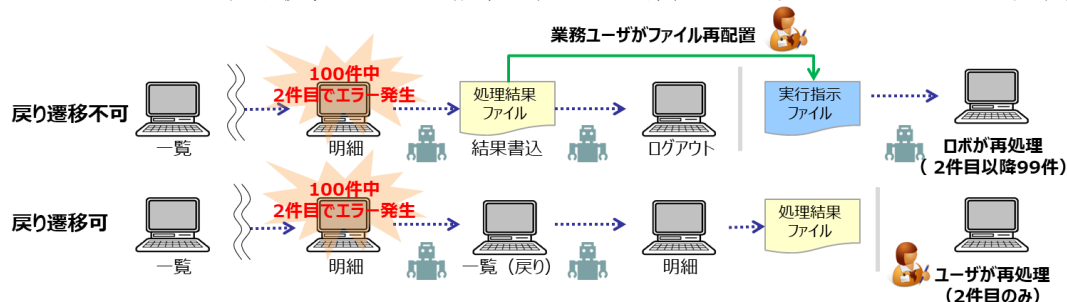 業務ユーザがファイル再配置
戻り遷移不可
一覧
100件中
2件目でエラー発生
明細
処理結果
ファイル
結果書込
ログアウト
実行指示
ファイル
ロボが再処理
( 2件目以降99件)
戻り遷移可
一覧
100件中
2件目でエラー発生
明細
一覧（戻り）
明細
処理結果
ファイル
ユーザが再処理
(2件目のみ)